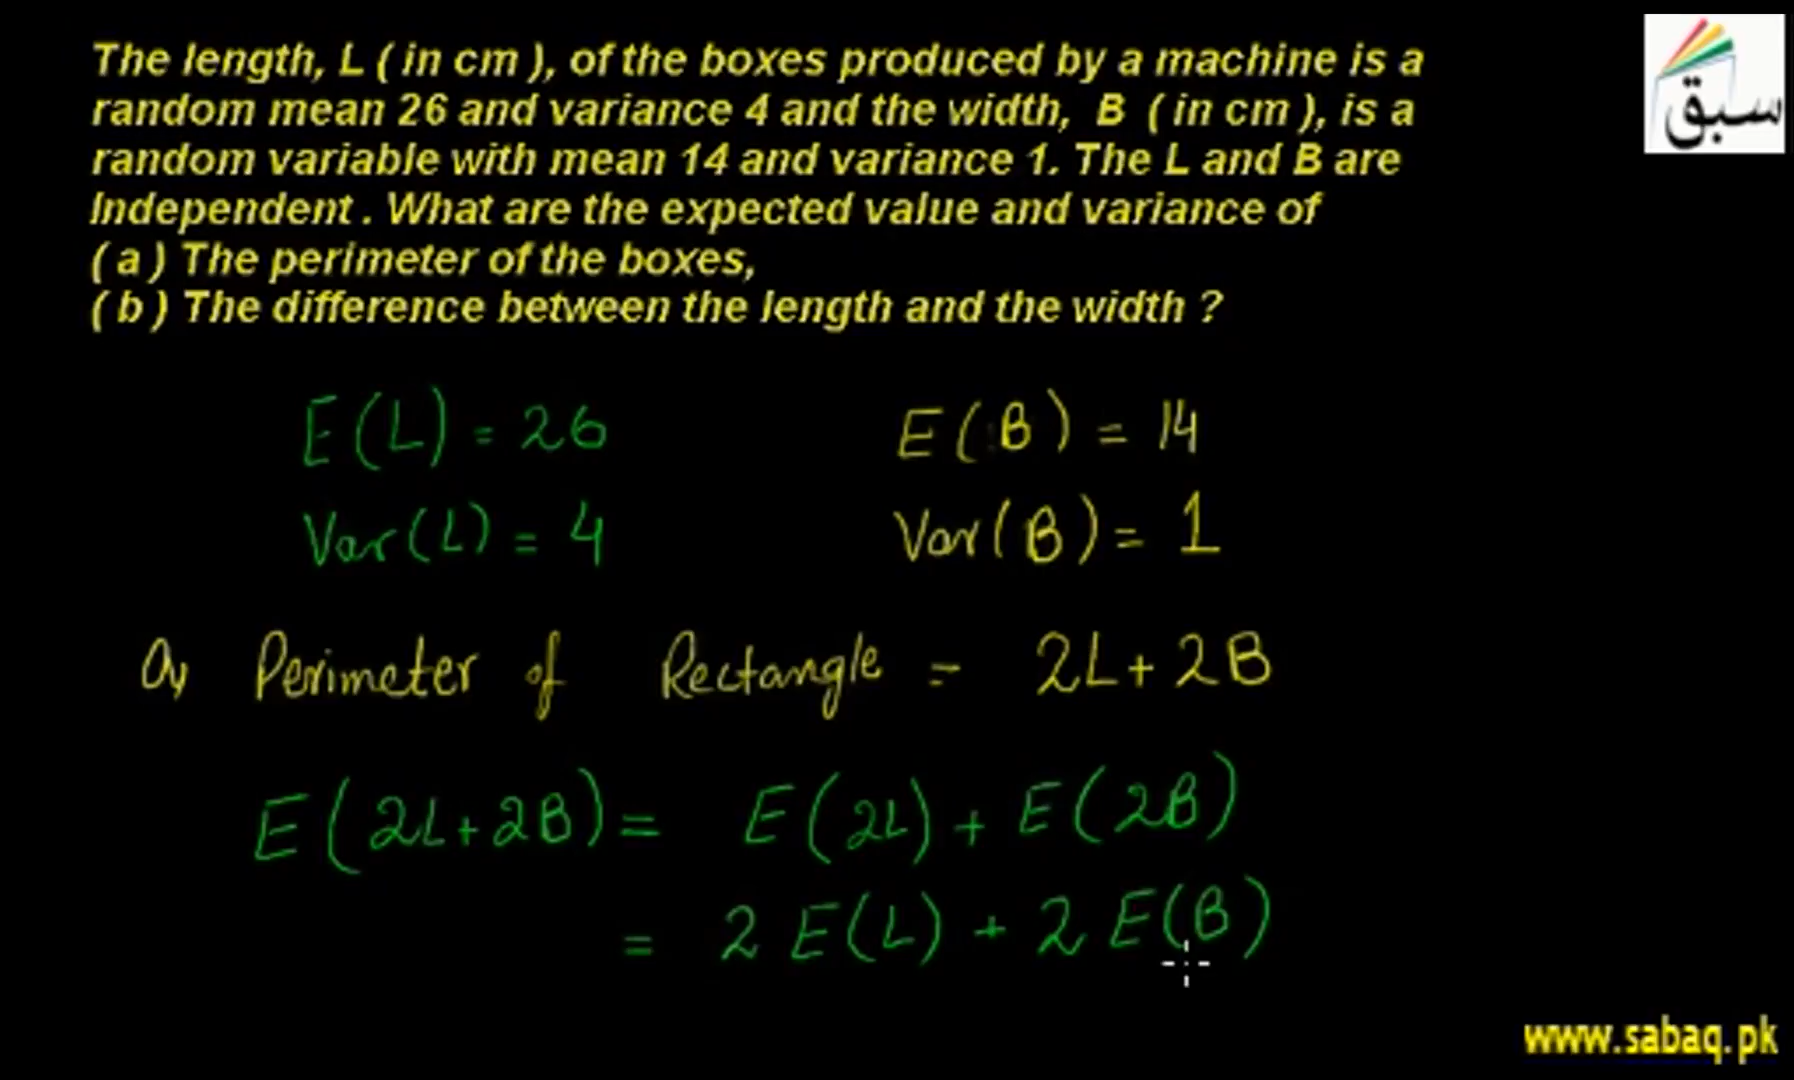 The length, L ( in cm ), of the boxes produced by a machine is a
random mean 26 and variance 4 and the width, B ( in cm ), is a
random variable with mean 14 and variance 1. The L and B are
Independent . What are the expected value and variance of
( a ) The perimeter of the boxes,
( b ) The difference between the length and the width ?
سبق
E(L) = 26
E(B) = 14
Var(L) = 4
Var(B) = 1
a) Perimeter of Rectangle = 2L + 2B
E(2L+2B) = E(2L) + E(2B)
= 2 E(L) + 2 E(B)
www.sabaq.pk